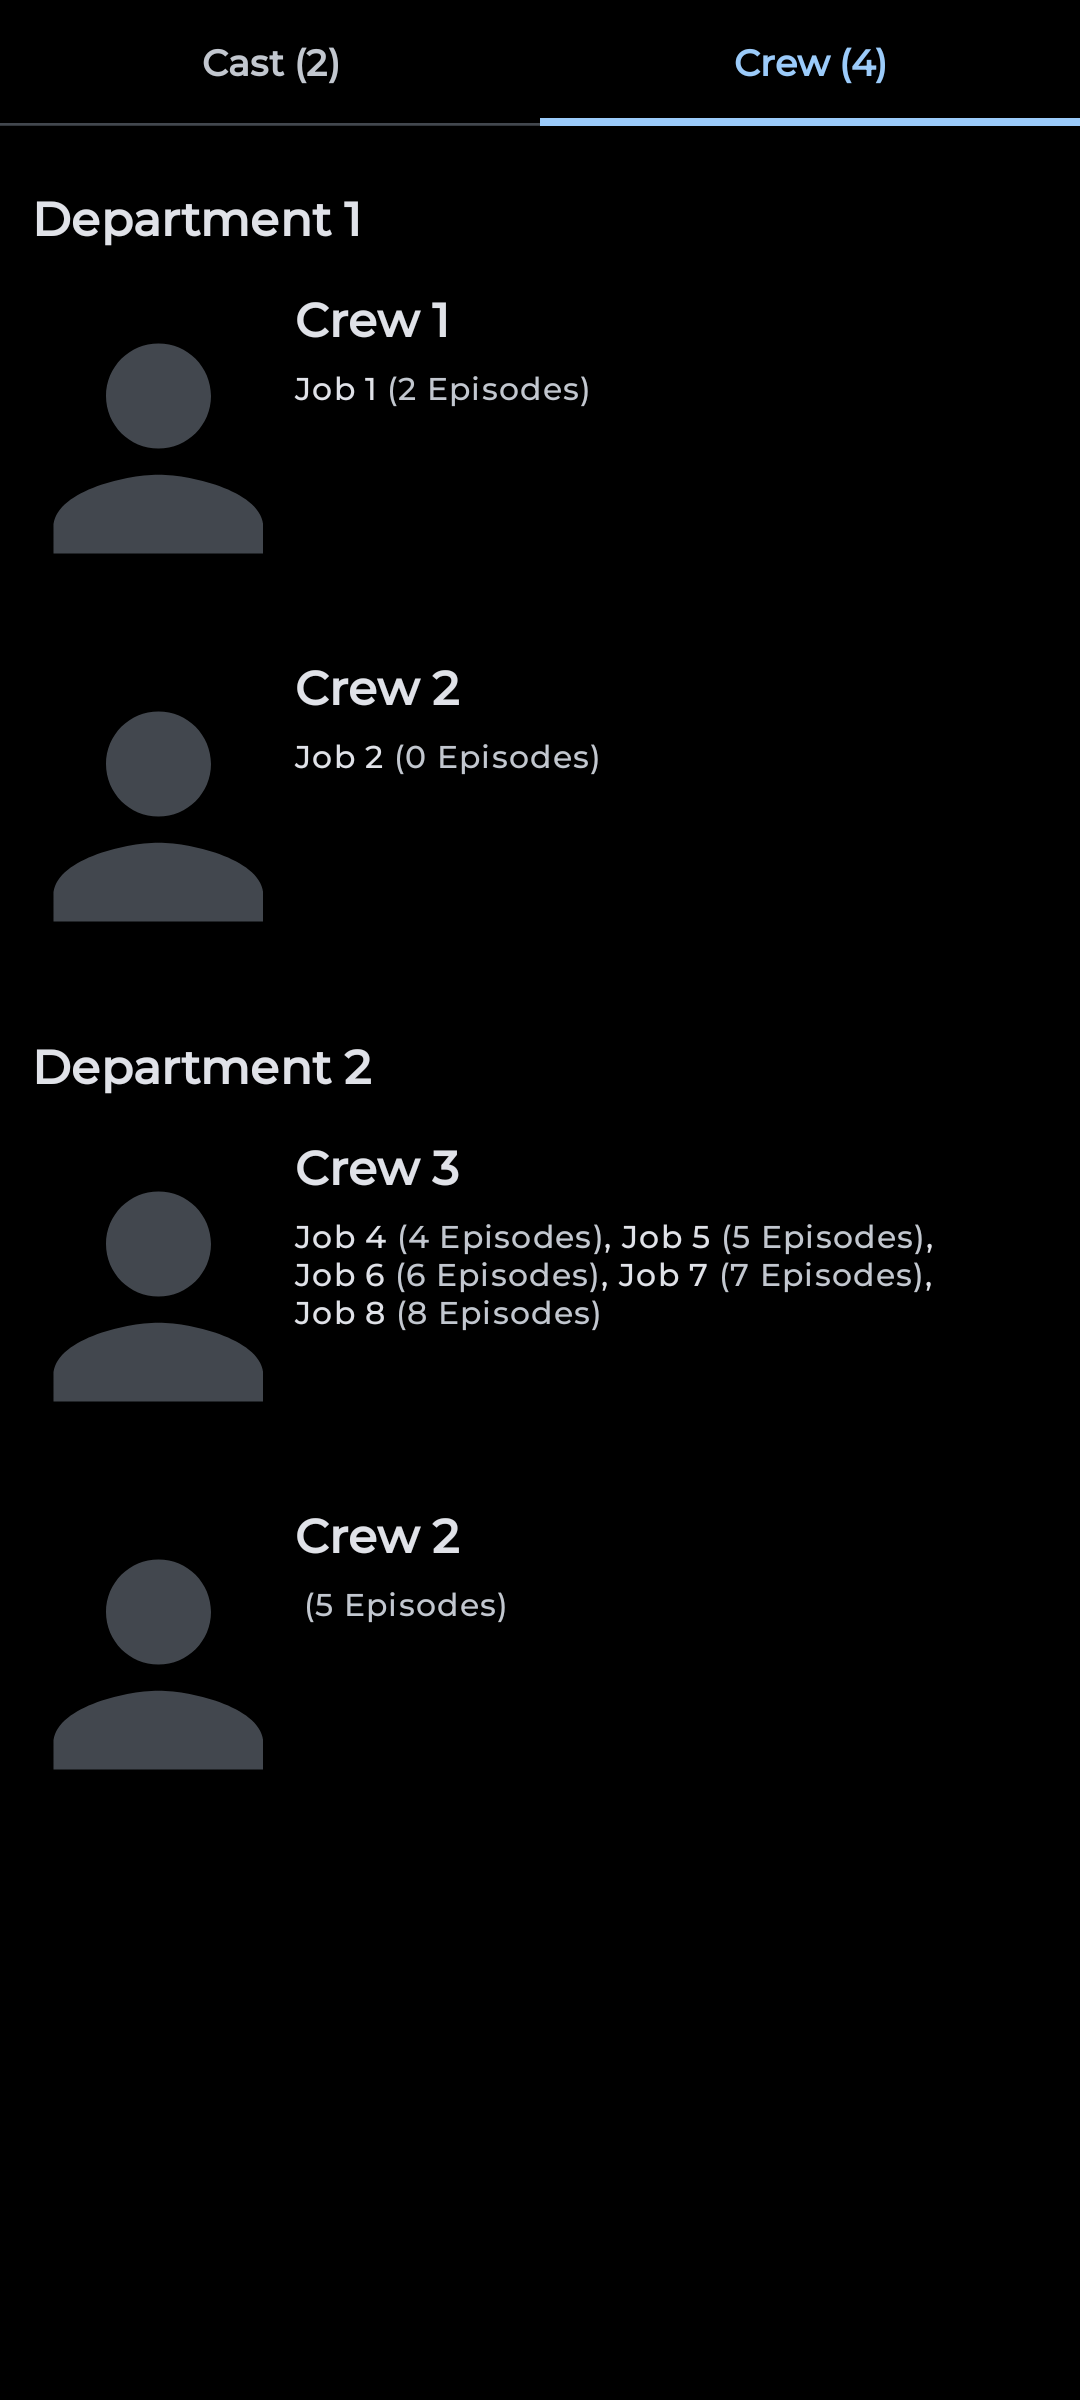 Cast (2)
Crew (4)
Department 1
Crew 1
Job 1 (2 Episodes)
Crew 2
Job 2 (0 Episodes)
Department 2
Crew 3
Job 4 (4 Episodes), Job 5 (5 Episodes),
Job 6 (6 Episodes), Job 7 (7 Episodes),
Job 8 (8 Episodes)
Crew 2
(5 Episodes)